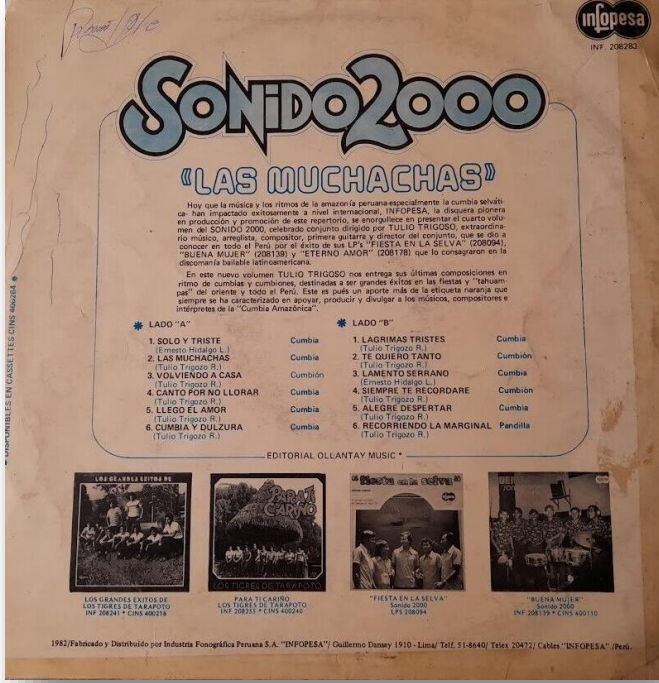 infopesa
INF. 208283
SONIDO2000
«LAS MUCHACHAS»
Hoy que la música y los ritmos de la amazonía peruana-especialmente la cumbia selváti-
ca- han impactado exitosamente a nivel internacional, INFOPESA, la disquera pionera
en producción y promoción de este repertorio, se enorgullece en presentar el cuarto volu-
men del SONIDO 2000, celebrado conjunto dirigido por TULIO TRIGOSO, extraordina-
rio músico, arreglista, compositor, primera guitarra y director del conjunto, que se dio a
conocer en todo el Perú por el éxito de sus LP's "FIESTA EN LA SELVA" (208094),
"BUENA MUJER" (208139) y "ETERNO AMOR" (208178) que lo consagraron en la
discomanía bailable latinoamericana.
En este nuevo volumen TULIO TRIGOSO nos entrega sus últimas composiciones en
ritmo de cumbias y cumbiones, destinadas a ser grandes éxitos en las fiestas y "tahuam-
pas" del oriente y todo el Perú. Este es pués un aporte más de la etiqueta naranja que
siempre se ha caracterizado en apoyar, producir y divulgar a los músicos, compositores e
intérpretes de la "Cumbia Amazónica".
* LADO "A"
1. SOLO Y TRISTE Cumbia
(Ernesto Hidalgo L.)
2. LAS MUCHACHAS Cumbia
(Tulio Trigozo R.)
3. VOLVIENDO A CASA Cumbión
(Tulio Trigozo R.)
4. CANTO POR NO LLORAR Cumbia
(Tulio Trigozo R.)
5. LLEGO EL AMOR Cumbia
(Tulio Trigozo R.)
6. CUMBIA Y DULZURA Cumbia
(Tulio Trigozo R.)
* LADO "B"
1. LAGRIMAS TRISTES Cumbia
(Tulio Trigozo R.)
2. TE QUIERO TANTO Cumbión
(Tulio Trigozo R.)
3. LAMENTO SERRANO Cumbia
(Ernesto Hidalgo L.)
4. SIEMPRE TE RECORDARE Cumbión
(Tulio Trigozo R.)
5. ALEGRE DESPERTAR Cumbia
(Tulio Trigozo R.)
6. RECORRIENDO LA MARGINAL Pandilla
(Tulio Trigozo R.)
EDITORIAL OLLANTAY MUSIC *
* DISPONIBLES EN CASSETTES CINS 400264 *
LOS GRANDES EXITOS DE
PARA TI CARIÑO
LOS TIGRES DE TARAPOTO
"fiesta en la selva"
LOS GRANDES EXITOS DE
LOS TIGRES DE TARAPOTO
INF 208241 * CINS 400218
PARA TI CARIÑO
LOS TIGRES DE TARAPOTO
INF 208253 * CINS 400240
"FIESTA EN LA SELVA"
Sonido 2000
LPS 208094
"BUENA MUJER"
Sonido 2000
INF 208139 * CINS 400110
1982/Fabricado y Distribuído por Industria Fonográfica Peruana S.A. "INFOPESA"/ Guillermo Dansey 1910 - Lima/ Telf. 51-8640/ Telex 20472/ Cables "INFOPESA" /Perú.